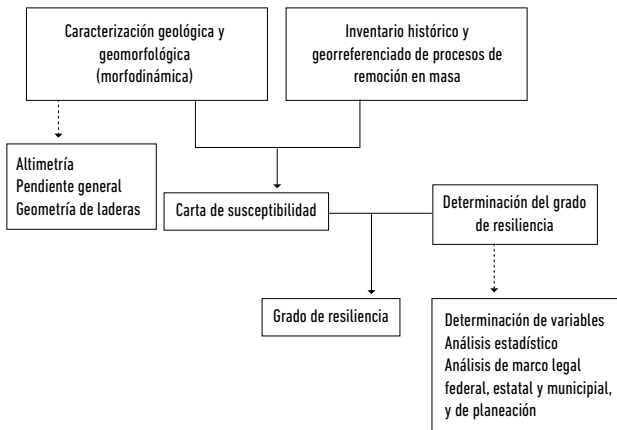 Caracterización geológica y
geomorfológica
(morfodinámica)
Inventario histórico y
georreferenciado de procesos de
remoción en masa
Altimetría
Pendiente general
Geometría de laderas
Carta de susceptibilidad
Determinación del grado
de resiliencia
Grado de resiliencia
Determinación de variables
Análisis estadístico
Análisis de marco legal
federal, estatal y municipial,
y de planeación